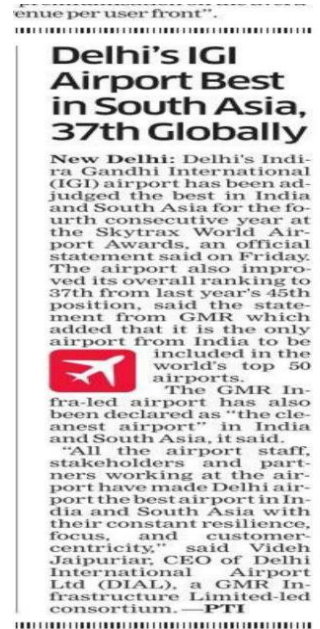 enue per user front”.
Delhi’s IGI
Airport Best
in South Asia,
37th Globally
New Delhi: Delhi’s Indi-
ra Gandhi International
(IGI) airport has been ad-
judged the best in India
and South Asia for the fo-
urth consecutive year at
the Skytrax World Air-
port Awards, an official
statement said on Friday.
The airport also impro-
ved its overall ranking to
37th from last year’s 45th
position, said the state-
ment from GMR which
added that it is the only
airport from India to be
included in the
world’s top 50
airports.
The GMR In-
fra-led airport has also
been declared as “the cle-
anest airport” in India
and South Asia, it said.
“All the airport staff,
stakeholders and part-
ners working at the air-
port have made Delhi air-
port the best airport in In-
dia and South Asia with
their constant resilience,
focus, and customer-
centricity,” said Videh
Jaipuriar, CEO of Delhi
International Airport
Ltd (DIAL), a GMR In-
frastructure Limited-led
consortium. —PTI